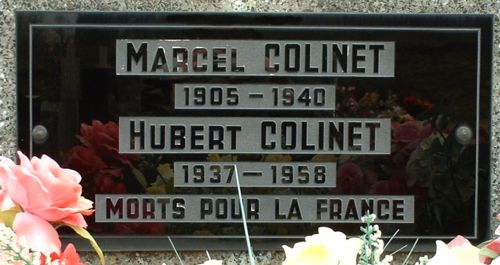 MARCEL COLINET
1905 - 1940
HUBERT COLINET
1937 - 1958
MORTS POUR LA FRANCE